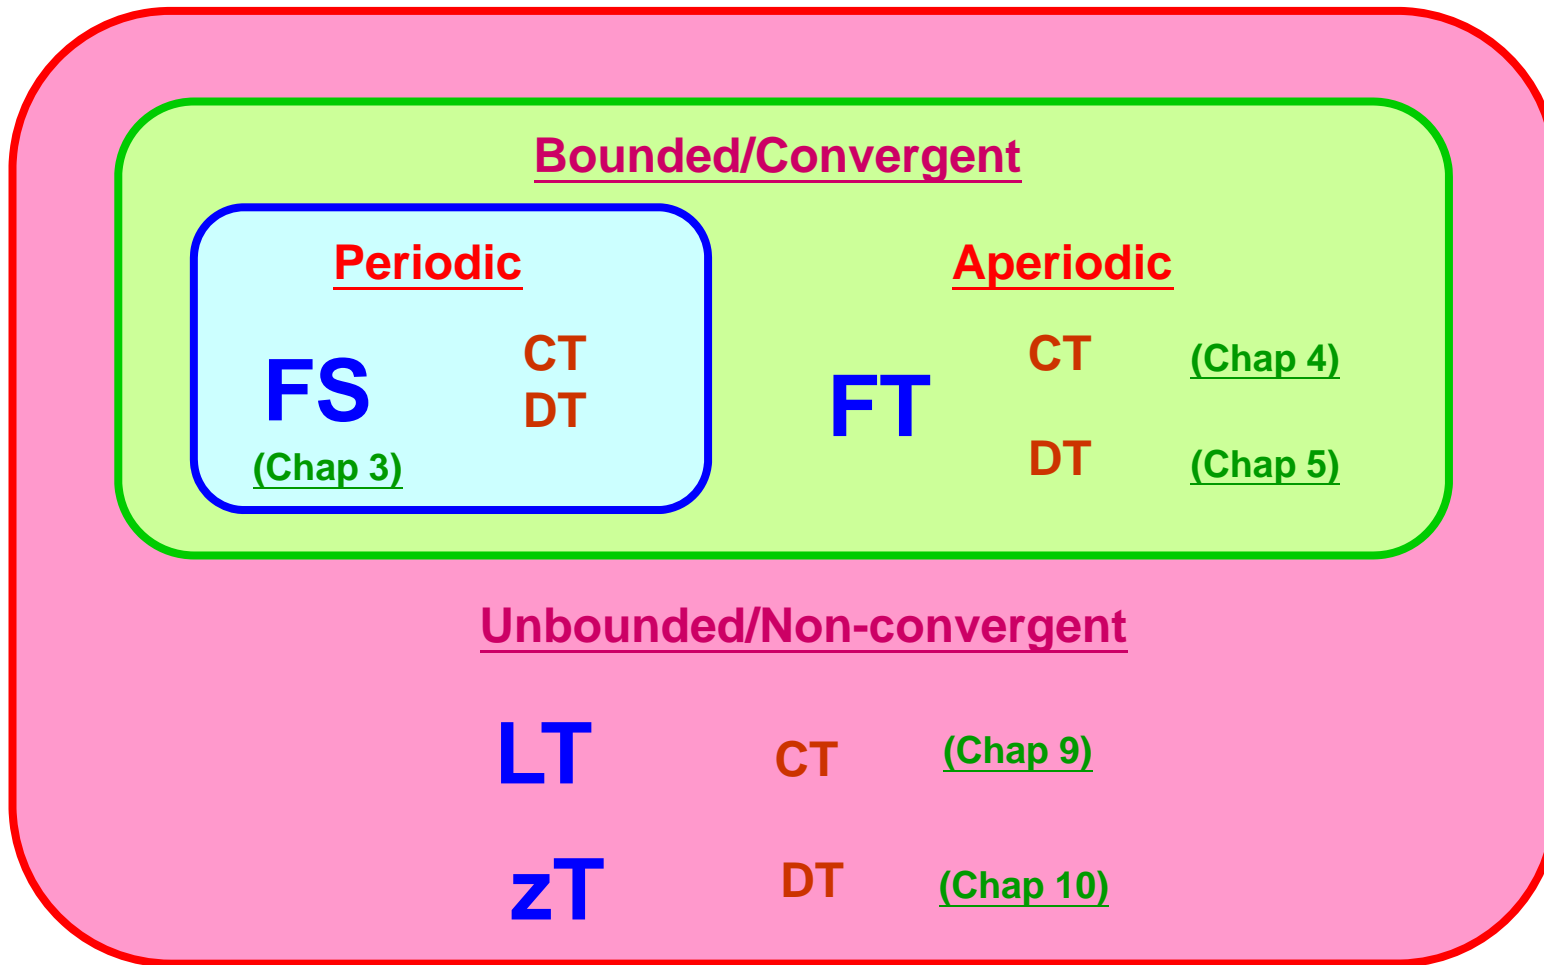 Bounded/Convergent
Periodic
FS
CT
DT
(Chap 3)
Aperiodic
FT
CT (Chap 4)
DT (Chap 5)
Unbounded/Non-convergent
LT CT (Chap 9)
zT DT (Chap 10)